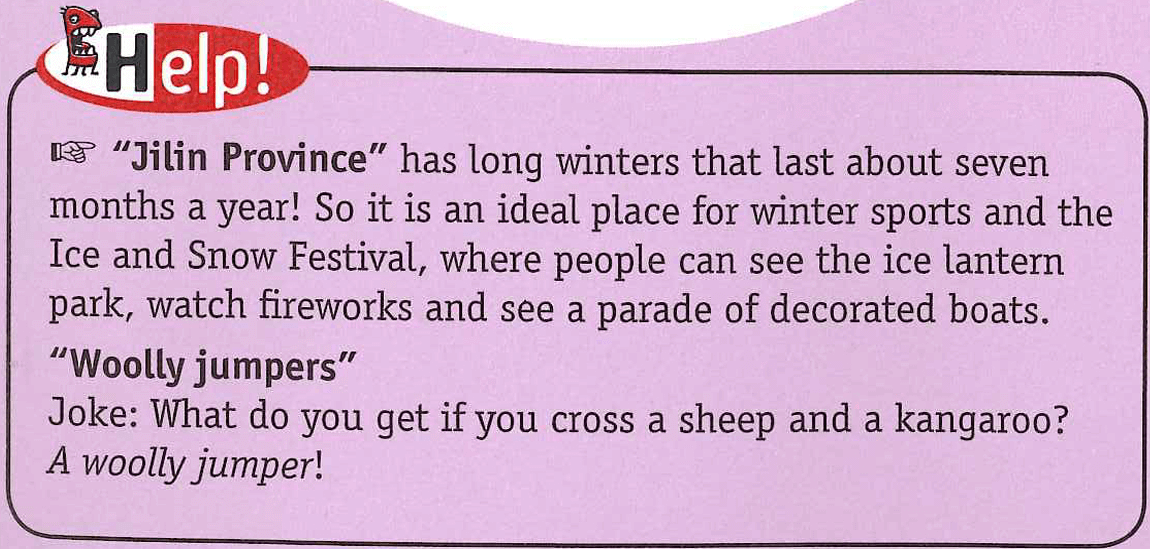 Help!
☞ “Jilin Province” has long winters that last about seven
months a year! So it is an ideal place for winter sports and the
Ice and Snow Festival, where people can see the ice lantern
park, watch fireworks and see a parade of decorated boats.
“Woolly jumpers”
Joke: What do you get if you cross a sheep and a kangaroo?
A woolly jumper!